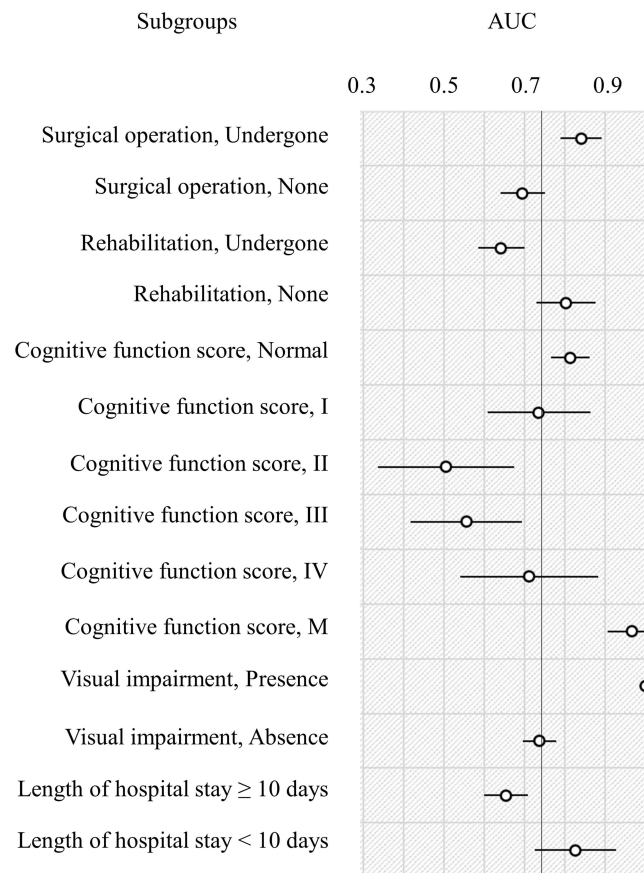 Subgroups AUC
0.3 0.5 0.7 0.9
Surgical operation, Undergone
Surgical operation, None
Rehabilitation, Undergone
Rehabilitation, None
Cognitive function score, Normal
Cognitive function score, I
Cognitive function score, II
Cognitive function score, III
Cognitive function score, IV
Cognitive function score, M
Visual impairment, Presence
Visual impairment, Absence
Length of hospital stay ≥ 10 days
Length of hospital stay < 10 days